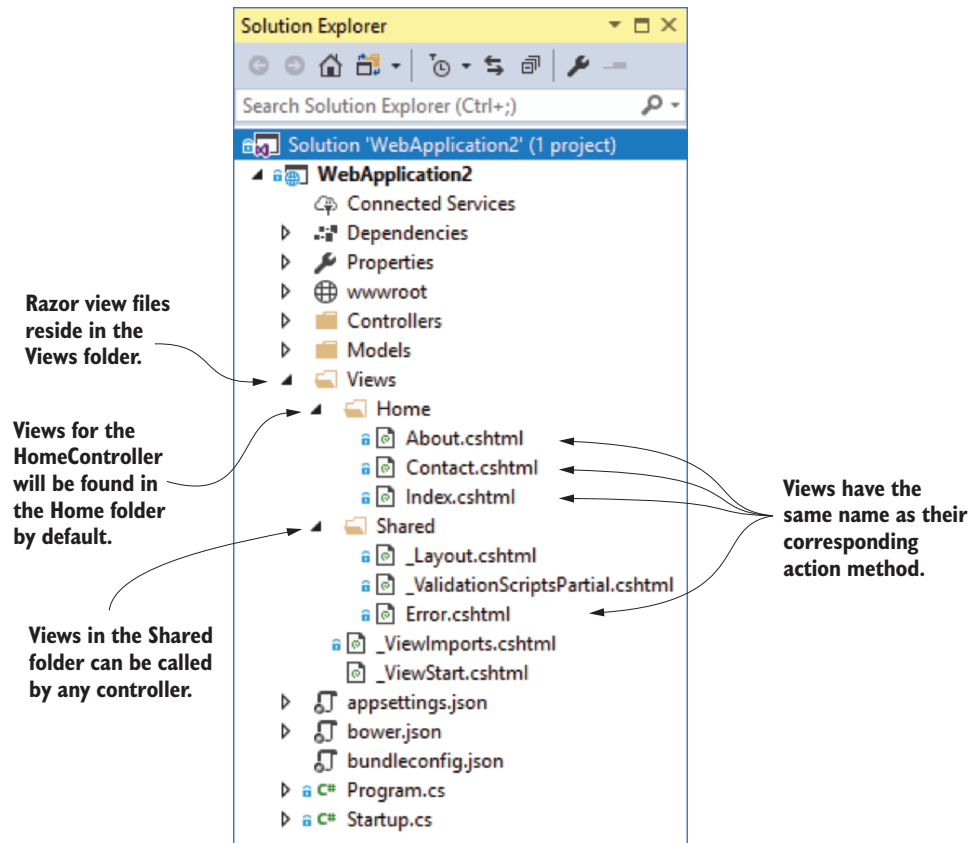 Solution Explorer
Search Solution Explorer (Ctrl+;)
Solution 'WebApplication2' (1 project)
WebApplication2
Connected Services
Dependencies
Properties
wwwroot
Controllers
Models
Views
Home
About.cshtml
Contact.cshtml
Index.cshtml
Shared
_Layout.cshtml
_ValidationScriptsPartial.cshtml
Error.cshtml
_ViewImports.cshtml
_ViewStart.cshtml
appsettings.json
bower.json
bundleconfig.json
C# Program.cs
C# Startup.cs
Razor view files
reside in the
Views folder.
Views for the
HomeController
will be found in
the Home folder
by default.
Views in the Shared
folder can be called
by any controller.
Views have the
same name as their
corresponding
action method.